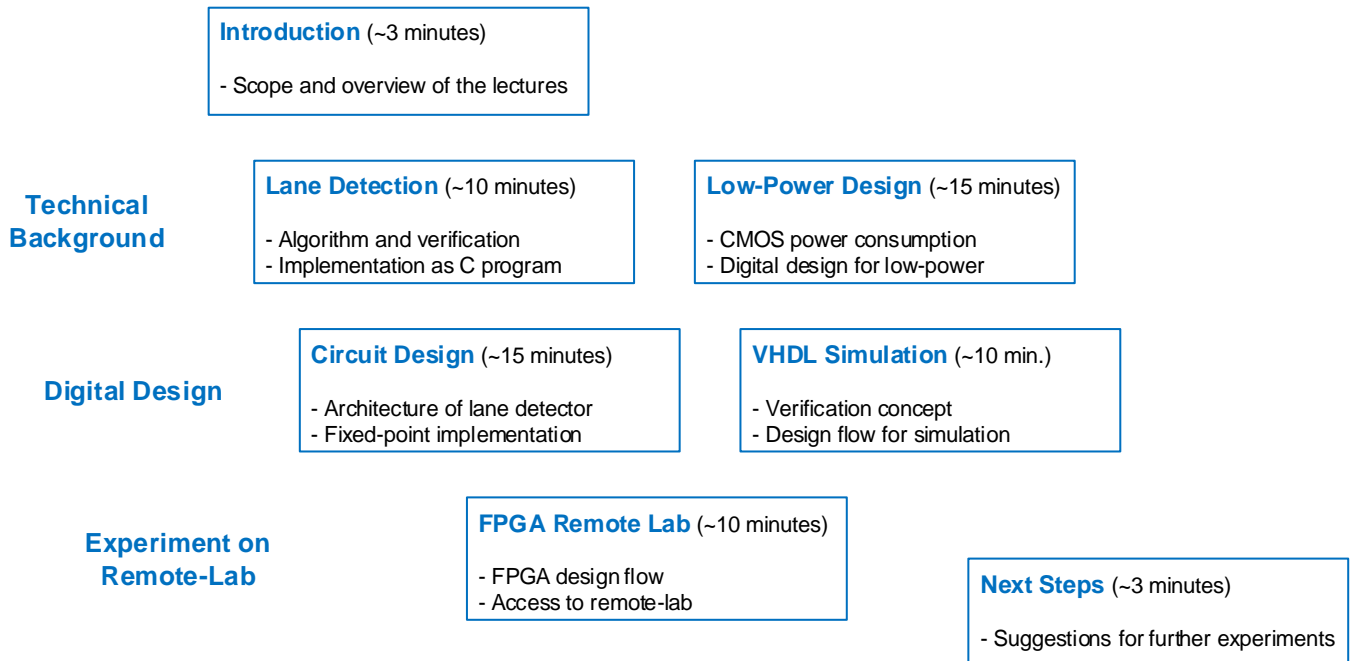 Introduction (~3 minutes)
- Scope and overview of the lectures
Technical
Background
Lane Detection (~10 minutes)
- Algorithm and verification
- Implementation as C program
Low-Power Design (~15 minutes)
- CMOS power consumption
- Digital design for low-power
Digital Design
Circuit Design (~15 minutes)
- Architecture of lane detector
- Fixed-point implementation
VHDL Simulation (~10 min.)
- Verification concept
- Design flow for simulation
Experiment on
Remote-Lab
FPGA Remote Lab (~10 minutes)
- FPGA design flow
- Access to remote-lab
Next Steps (~3 minutes)
- Suggestions for further experiments